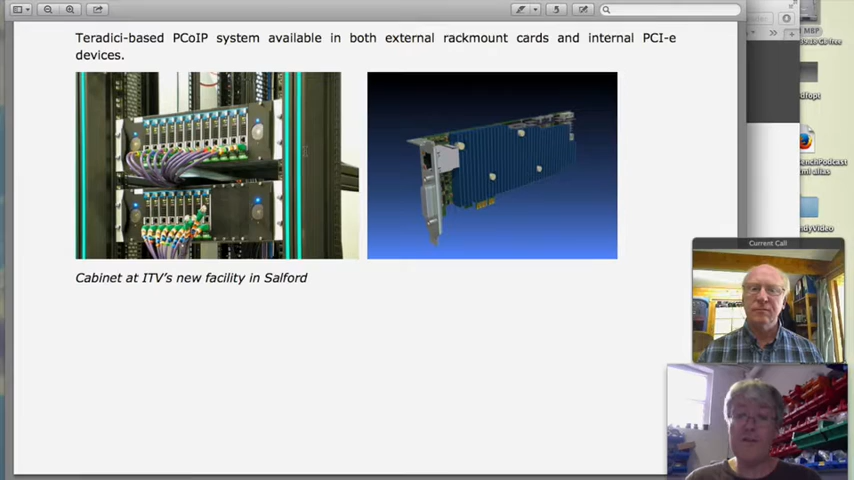 Teradici-based PCoIP system available in both external rackmount cards and internal PCI-e
devices.
Cabinet at ITV's new facility in Salford
Current Call